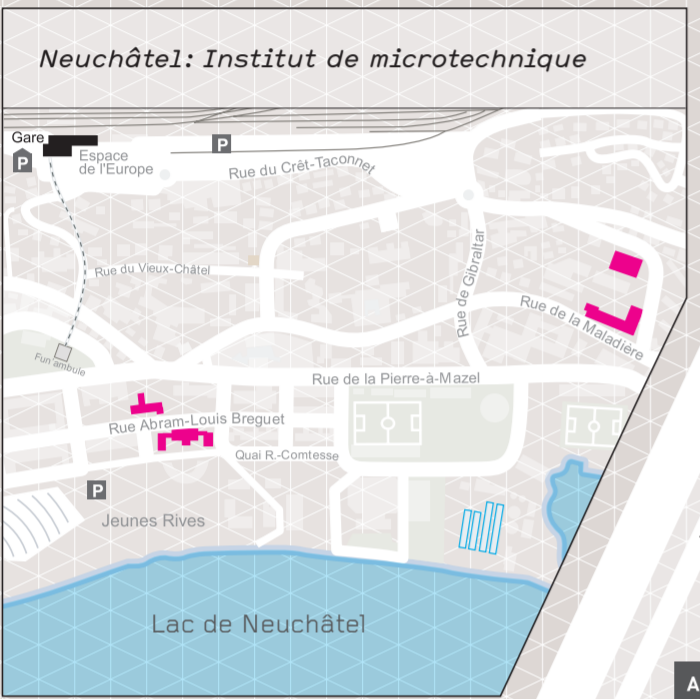 Neuchâtel: Institut de microtechnique
Gare
P
P
Espace
de l'Europe
Rue du Crêt-Taconnet
Rue du Vieux-Châtel
Rue de Gibraltar
Rue de la Maladière
Fun'ambule
Rue de la Pierre-à-Mazel
Rue Abram-Louis Breguet
Quai R.-Comtesse
P
Jeunes Rives
Lac de Neuchâtel
A